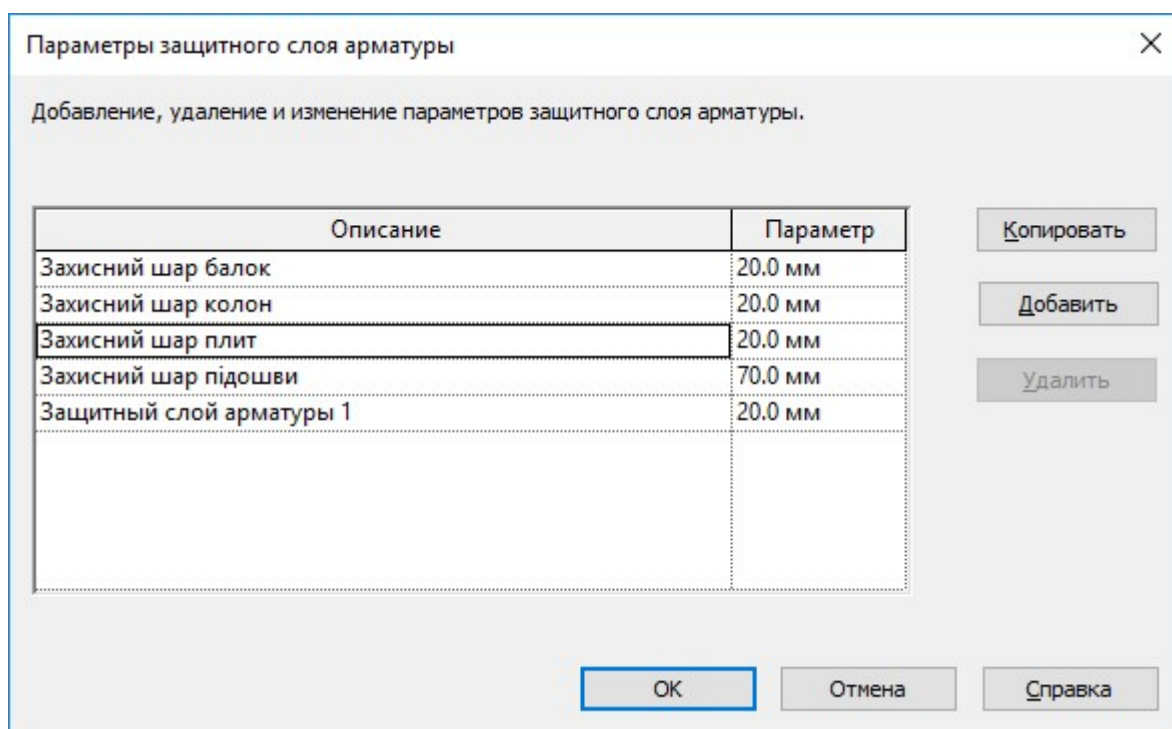 Параметры защитного слоя арматуры
Добавление, удаление и изменение параметров защитного слоя арматуры.
Описание Параметр
Захисний шар балок 20.0 мм
Захисний шар колон 20.0 мм
Захисний шар плит 20.0 мм
Захисний шар підошви 70.0 мм
Защитный слой арматуры 1 20.0 мм
Копировать
Добавить
Удалить
OK Отмена Справка